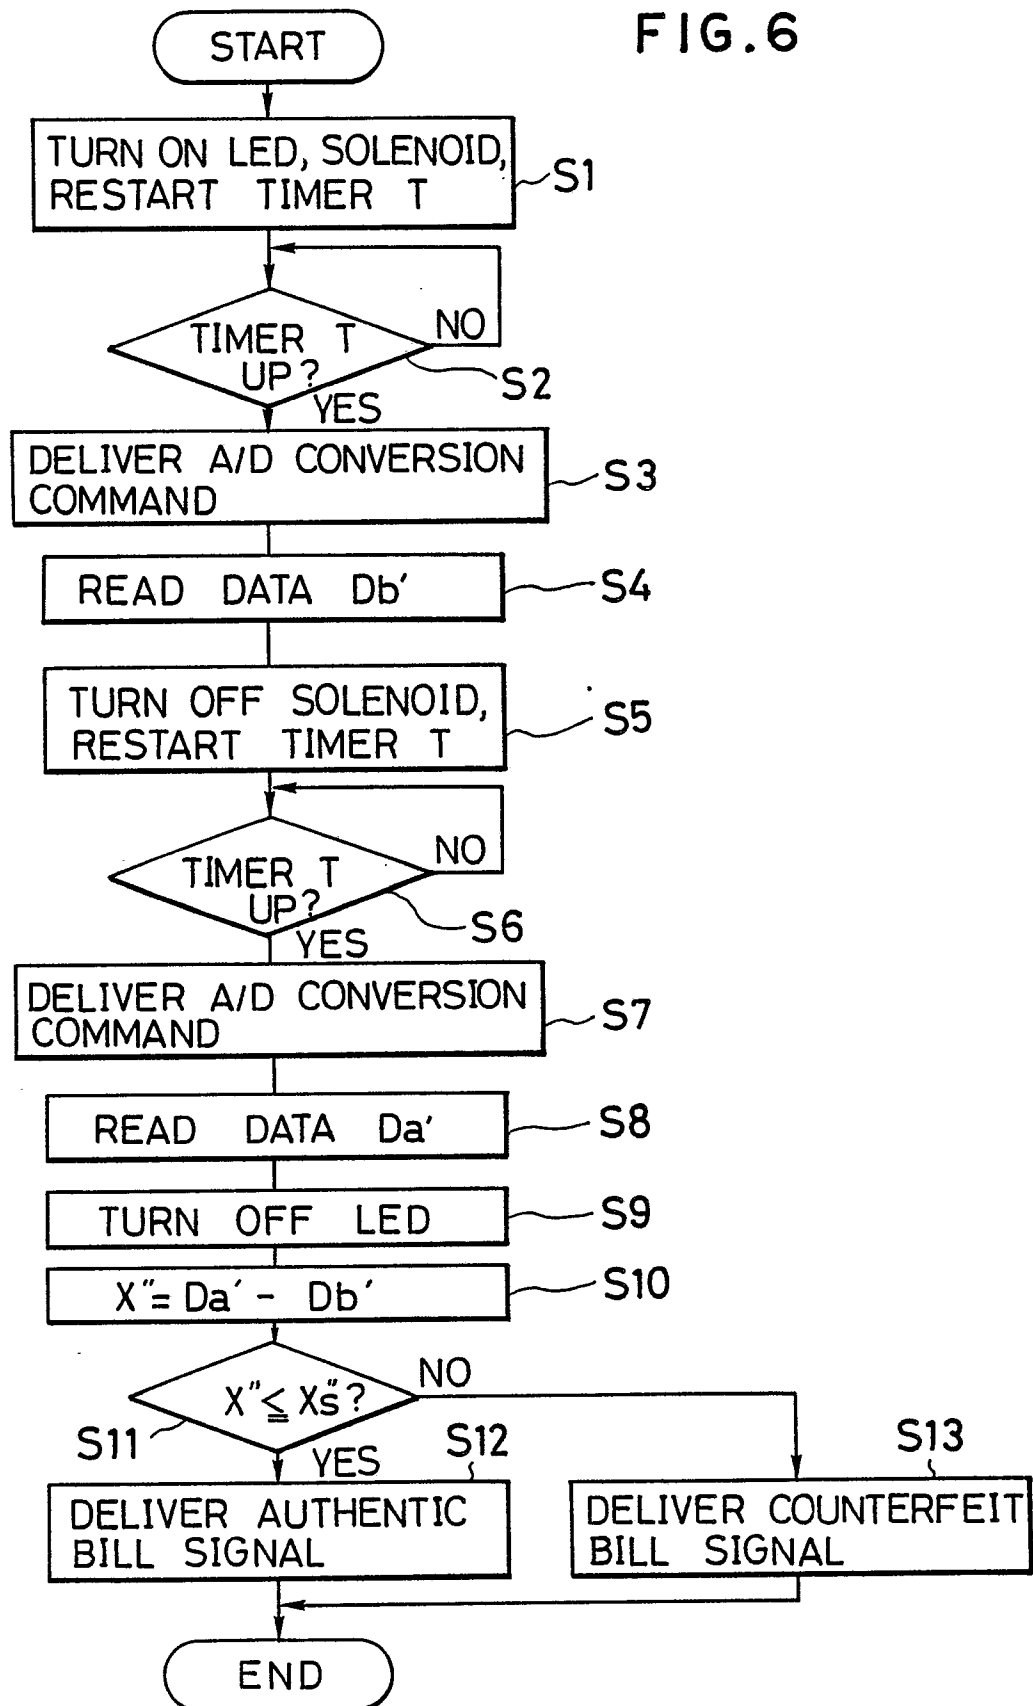 FIG. 6
START
TURN ON LED, SOLENOID,
RESTART TIMER T
S1
NO
TIMER T
UP?
S2
YES
DELIVER A/D CONVERSION
COMMAND
S3
READ DATA Db'
S4
TURN OFF SOLENOID,
RESTART TIMER T
S5
NO
TIMER T
UP?
S6
YES
DELIVER A/D CONVERSION
COMMAND
S7
READ DATA Da'
S8
TURN OFF LED
S9
X" = Da' - Db'
S10
NO
X" ≦ Xs" ?
S11
YES
S12
S13
DELIVER AUTHENTIC
BILL SIGNAL
DELIVER COUNTERFEIT
BILL SIGNAL
END